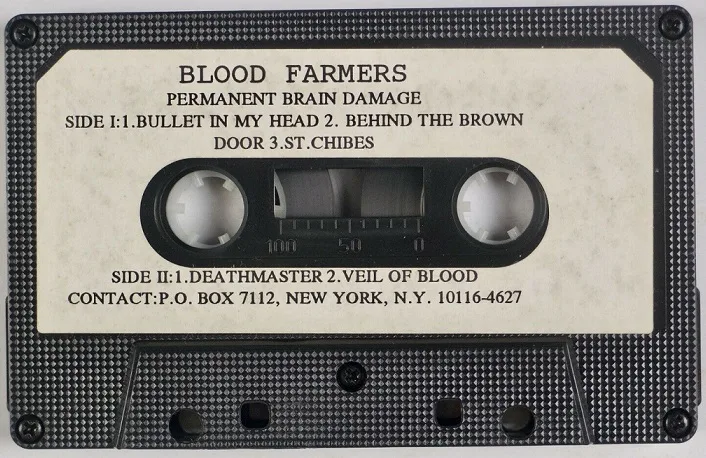 BLOOD FARMERS
PERMANENT BRAIN DAMAGE
SIDE I:1.BULLET IN MY HEAD 2. BEHIND THE BROWN
DOOR 3.ST.CHIBES
100 50 0
SIDE II:1.DEATHMASTER 2.VEIL OF BLOOD
CONTACT:P.O. BOX 7112, NEW YORK, N.Y. 10116-4627